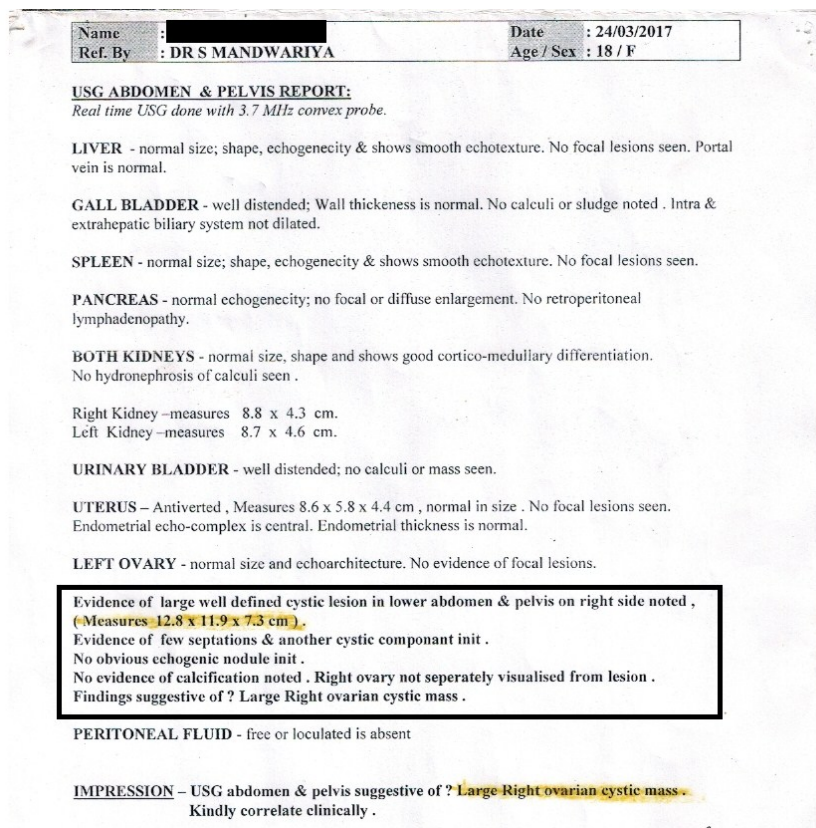 Name :
Date : 24/03/2017
Ref. By : DR S MANDWARIYA
Age / Sex : 18 / F
USG ABDOMEN & PELVIS REPORT:
Real time USG done with 3.7 MHz convex probe.
LIVER - normal size; shape, echogenecity & shows smooth echotexture. No focal lesions seen. Portal
vein is normal.
GALL BLADDER - well distended; Wall thickeness is normal. No calculi or sludge noted . Intra &
extrahepatic biliary system not dilated.
SPLEEN - normal size; shape, echogenecity & shows smooth echotexture. No focal lesions seen.
PANCREAS - normal echogenecity; no focal or diffuse enlargement. No retroperitoneal
lymphadenopathy.
BOTH KIDNEYS - normal size, shape and shows good cortico-medullary differentiation.
No hydronephrosis of calculi seen .
Right Kidney –measures 8.8 x 4.3 cm.
Left Kidney –measures 8.7 x 4.6 cm.
URINARY BLADDER - well distended; no calculi or mass seen.
UTERUS – Antiverted , Measures 8.6 x 5.8 x 4.4 cm , normal in size . No focal lesions seen.
Endometrial echo-complex is central. Endometrial thickness is normal.
LEFT OVARY - normal size and echoarchitecture. No evidence of focal lesions.
Evidence of large well defined cystic lesion in lower abdomen & pelvis on right side noted ,
( Measures 12.8 x 11.9 x 7.3 cm ) .
Evidence of few septations & another cystic componant init .
No obvious echogenic nodule init .
No evidence of calcification noted . Right ovary not seperately visualised from lesion .
Findings suggestive of ? Large Right ovarian cystic mass .
PERITONEAL FLUID - free or loculated is absent
IMPRESSION – USG abdomen & pelvis suggestive of ? Large Right ovarian cystic mass .
Kindly correlate clinically .